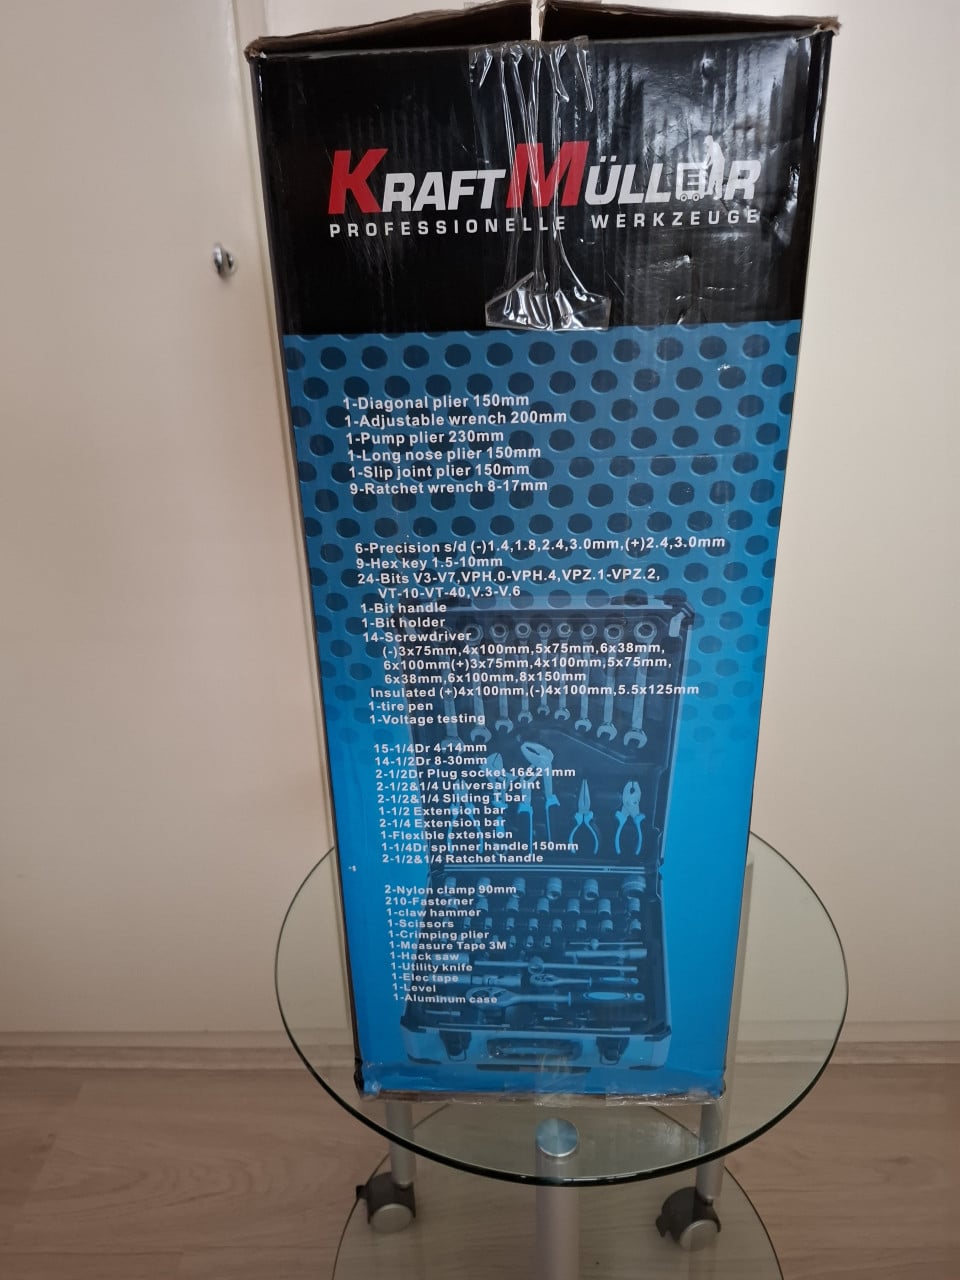 KRAFT MÜLLER
PROFESSIONELLE WERKZEUGE
1-Diagonal plier 150mm
1-Adjustable wrench 200mm
1-Pump plier 230mm
1-Long nose plier 150mm
1-Slip joint plier 150mm
9-Ratchet wrench 8-17mm
6-Precision s/d (-)1.4,1.8,2.4,3.0mm,(+)2.4,3.0mm
9-Hex key 1.5-10mm
24-Bits V3-V7,VPH.0-VPH.4,VPZ.1-VPZ.2,
VT-10-VT-40,V.3-V.6
1-Bit handle
1-Bit holder
14-Screwdriver
(-)3x75mm,4x100mm,5x75mm,6x38mm,
6x100mm(+)3x75mm,4x100mm,5x75mm,
6x38mm,6x100mm,8x150mm
Insulated (+)4x100mm,(-)4x100mm,5.5x125mm
1-tire pen
1-Voltage testing
15-1/4Dr 4-14mm
14-1/2Dr 8-30mm
2-1/2Dr Plug socket 16&21mm
2-1/2&1/4 Universal joint
2-1/2&1/4 Sliding T bar
1-1/2 Extension bar
2-1/4 Extension bar
1-Flexible extension
1-1/4Dr spinner handle 150mm
2-1/2&1/4 Ratchet handle
2-Nylon clamp 90mm
210-Fasterner
1-claw hammer
1-Scissors
1-Crimping plier
1-Measure Tape 3M
1-Hack saw
1-Utility knife
1-Elec tape
1-Level
1-Aluminum case